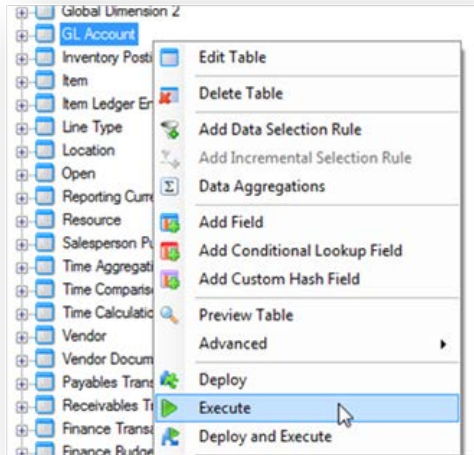 Global Dimension 2
GL Account
Inventory Posti
Edit Table
Item
Delete Table
Item Ledger En
Line Type
Add Data Selection Rule
Location
Add Incremental Selection Rule
Open
Data Aggregations
Reporting Curre
Resource
Add Field
Salesperson Pu
Add Conditional Lookup Field
Time Aggregati
Add Custom Hash Field
Time Comparis
Time Calculatio
Preview Table
Vendor
Advanced
Vendor Docum
Payables Trans
Deploy
Receivables Tr
Execute
Finance Transa
Deploy and Execute
Finance Budge